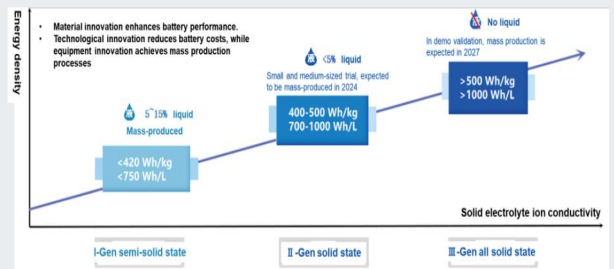 Energy density
• Material innovation enhances battery performance.
• Technological innovation reduces battery costs, while
equipment innovation achieves mass production
processes
5~15% liquid
Mass-produced
<420 Wh/kg
<750 Wh/L
<5% liquid
Small and medium-sized trial, expected
to be mass-produced in 2024
400-500 Wh/kg
700-1000 Wh/L
No liquid
In demo validation, mass production is
expected in 2027
>500 Wh/kg
>1000 Wh/L
Solid electrolyte ion conductivity
I-Gen semi-solid state
II-Gen solid state
III-Gen all solid state